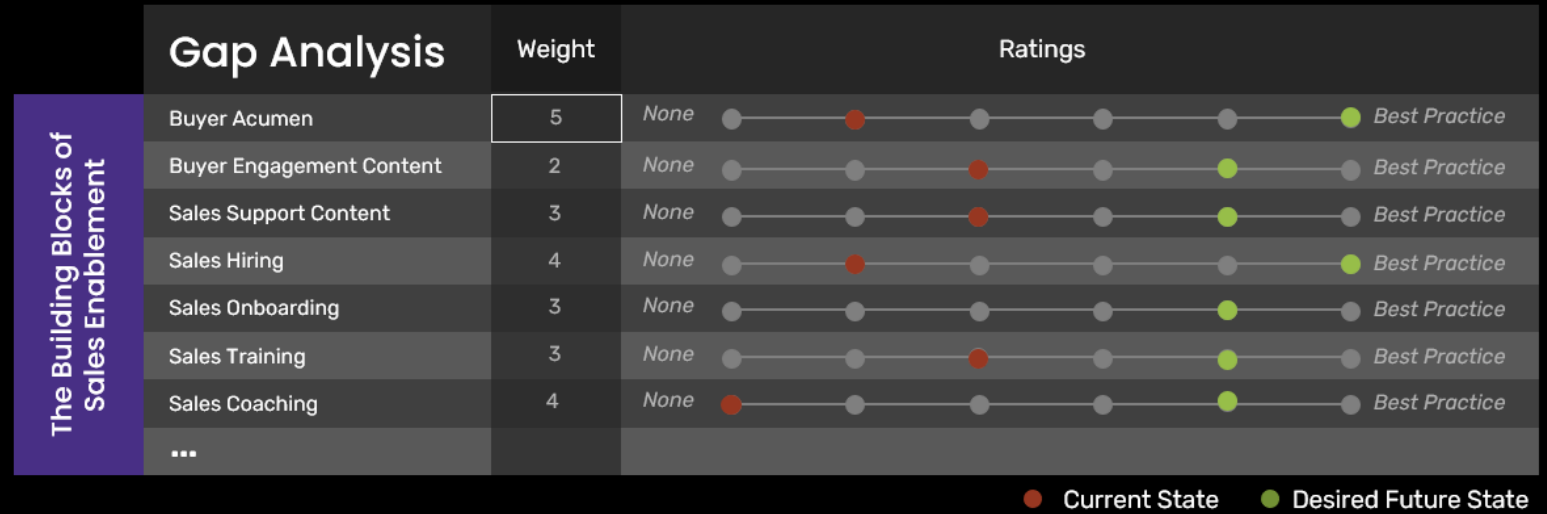 Gap Analysis Weight Ratings
The Building Blocks of
Sales Enablement
Buyer Acumen 5 None Best Practice
Buyer Engagement Content 2 None Best Practice
Sales Support Content 3 None Best Practice
Sales Hiring 4 None Best Practice
Sales Onboarding 3 None Best Practice
Sales Training 3 None Best Practice
Sales Coaching 4 None Best Practice
...
Current State Desired Future State